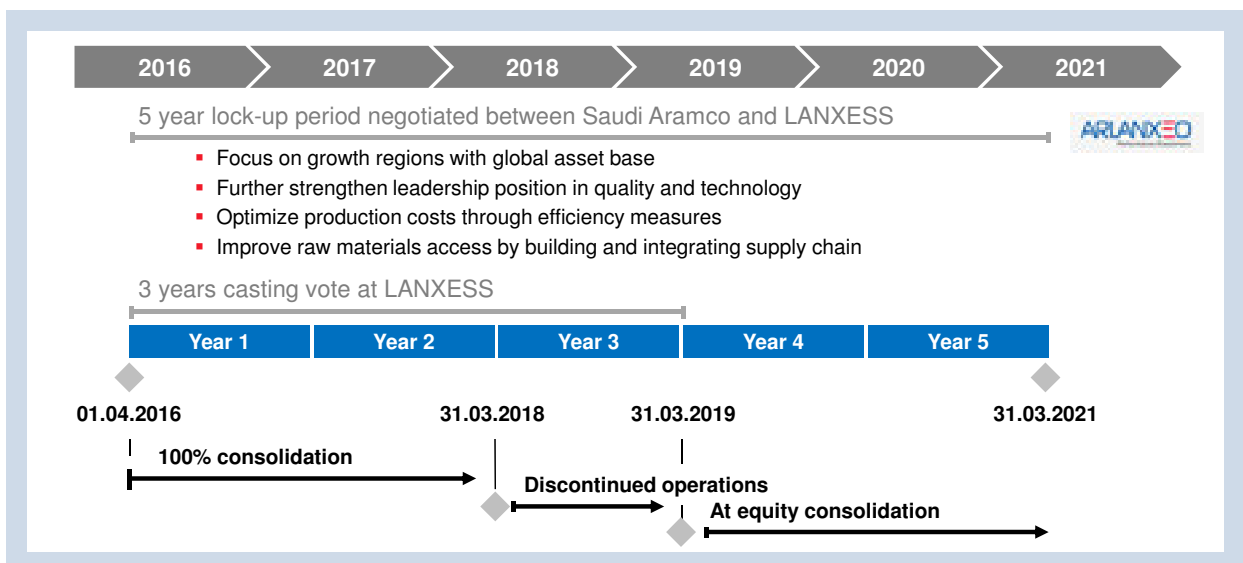 2016 2017 2018 2019 2020 2021
5 year lock-up period negotiated between Saudi Aramco and LANXESS
ARLANXEO
▪ Focus on growth regions with global asset base
▪ Further strengthen leadership position in quality and technology
▪ Optimize production costs through efficiency measures
▪ Improve raw materials access by building and integrating supply chain
3 years casting vote at LANXESS
Year 1 Year 2 Year 3 Year 4 Year 5
01.04.2016 31.03.2018 31.03.2019 31.03.2021
100% consolidation
Discontinued operations
At equity consolidation